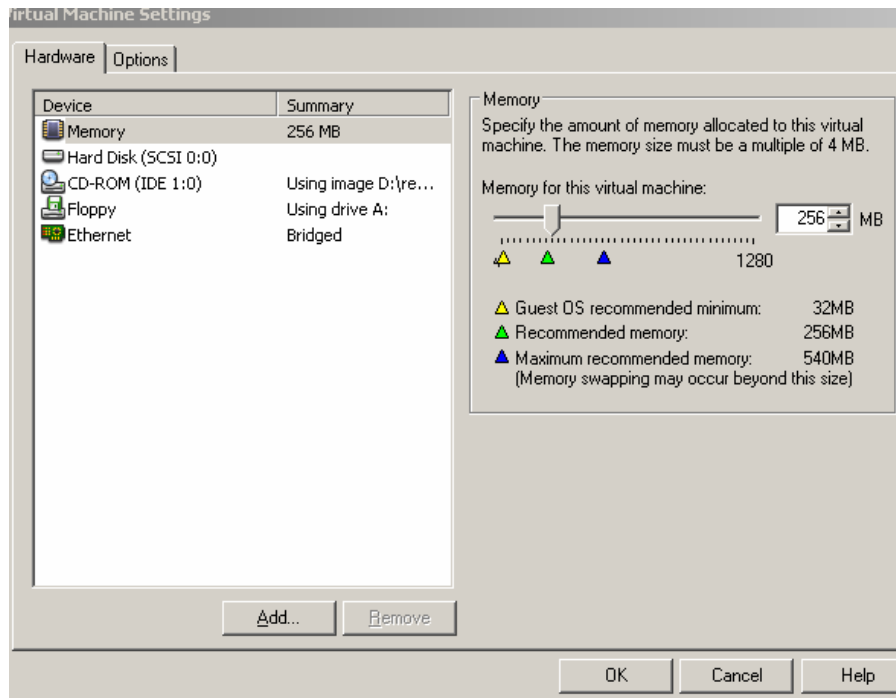 Virtual Machine Settings
Hardware
Options
Device Summary
Memory 256 MB
Hard Disk (SCSI 0:0)
CD-ROM (IDE 1:0) Using image D:\re...
Floppy Using drive A:
Ethernet Bridged
Add...
Remove
Memory
Specify the amount of memory allocated to this virtual
machine. The memory size must be a multiple of 4 MB.
Memory for this virtual machine:
256 MB
4 1280
Guest OS recommended minimum: 32MB
Recommended memory: 256MB
Maximum recommended memory: 540MB
(Memory swapping may occur beyond this size)
OK
Cancel
Help